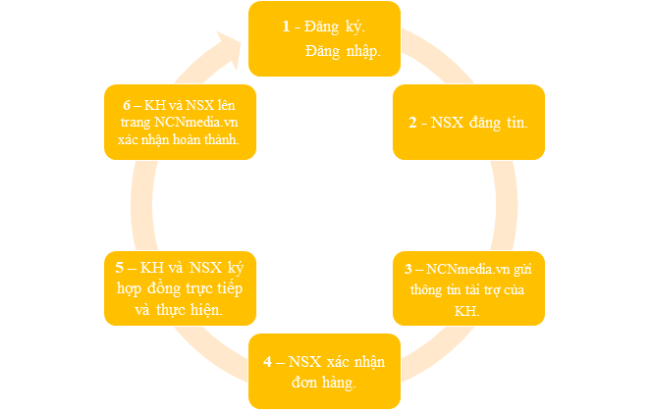 1 - Đăng ký.
Đăng nhập.
2 - NSX đăng tin.
3 – NCNmedia.vn gửi
thông tin tài trợ của
KH.
4 – NSX xác nhận
đơn hàng.
5 – KH và NSX ký
hợp đồng trực tiếp
và thực hiện.
6 – KH và NSX lên
trang NCNmedia.vn
xác nhận hoàn thành.